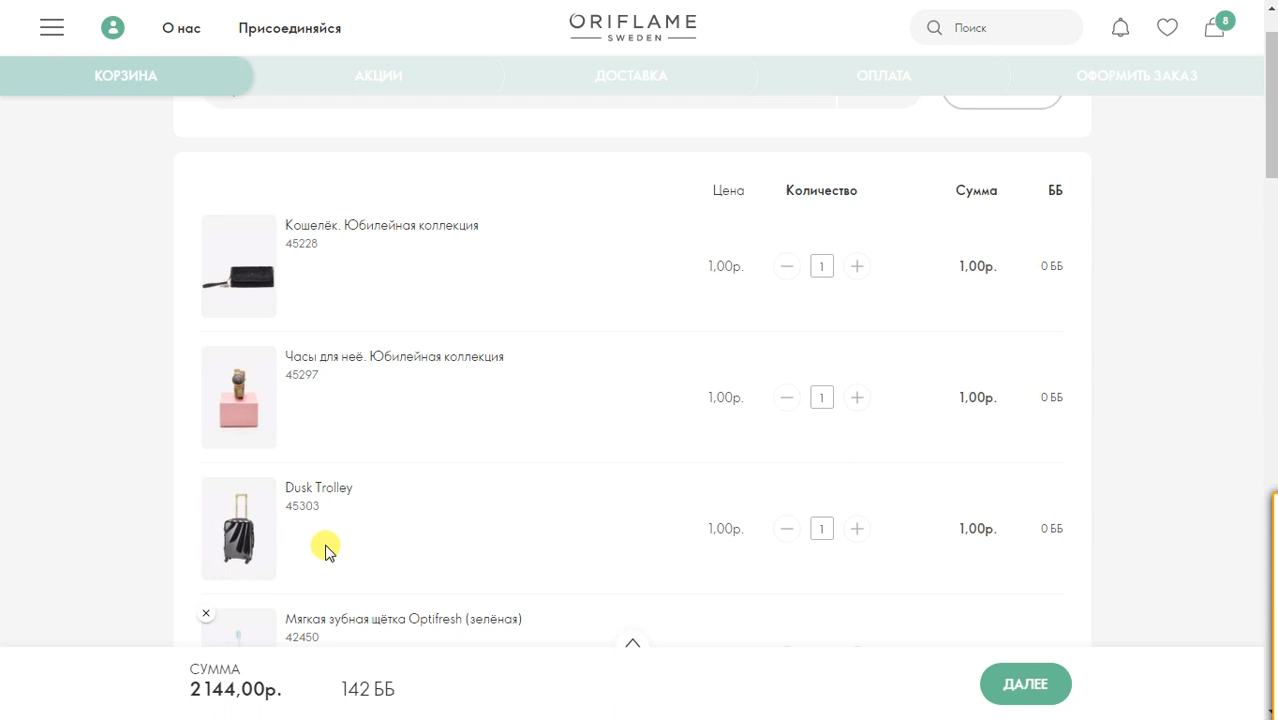 О нас
Присоединяйся
ORIFLAME
SWEDEN
Поиск
8
КОРЗИНА
АКЦИИ
ДОСТАВКА
ОПЛАТА
ОФОРМИТЬ ЗАКАЗ
Цена Количество Сумма ББ
Кошелёк. Юбилейная коллекция
45228
1,00р. 1 1,00р. 0 ББ
Часы для неё. Юбилейная коллекция
45297
1,00р. 1 1,00р. 0 ББ
Dusk Trolley
45303
1,00р. 1 1,00р. 0 ББ
Мягкая зубная щётка Optifresh (зелёная)
42450
СУММА
2 144,00р. 142 ББ
ДАЛЕЕ